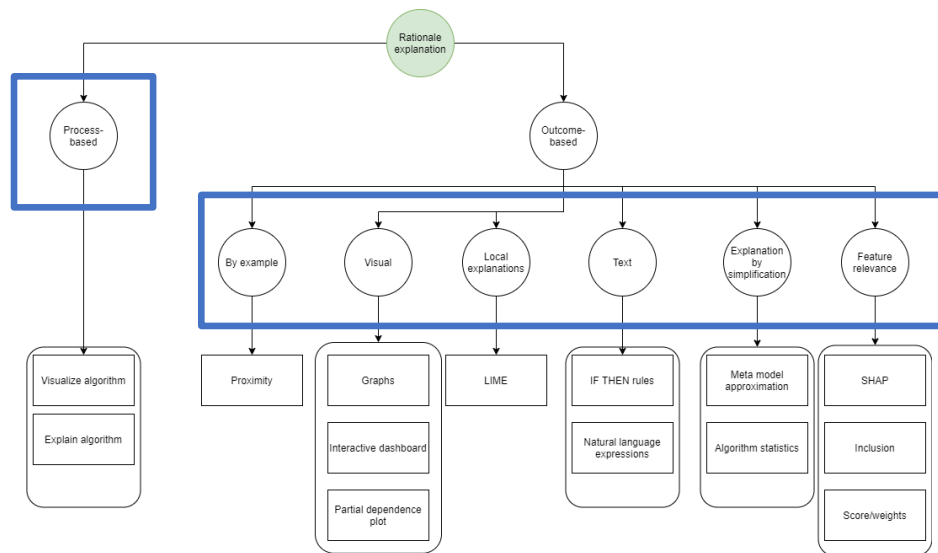 Rationale
explanation
Process-
based
Outcome-
based
By example
Visual
Local
explanations
Text
Explanation
by
simplification
Feature
relevance
Visualize algorithm
Explain algorithm
Proximity
Graphs
Interactive dashboard
Partial dependence
plot
LIME
IF THEN rules
Natural language
expressions
Meta model
approximation
Algorithm statistics
SHAP
Inclusion
Score/weights